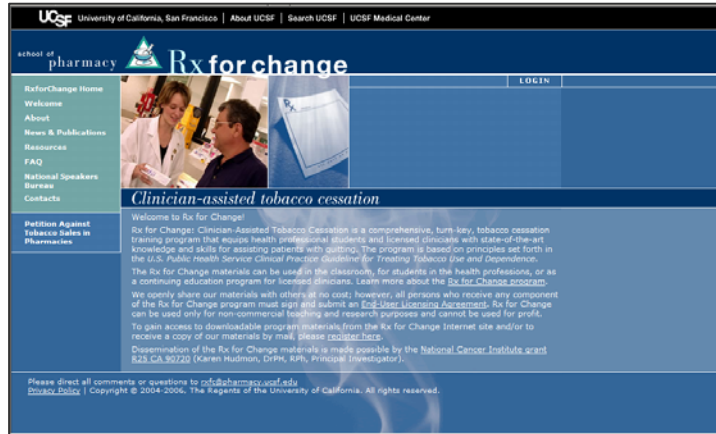 UCSF University of California, San Francisco | About UCSF | Search UCSF | UCSF Medical Center
school of
pharmacy
Rx for change
LOGIN
RxforChange Home
Welcome
About
News & Publications
Resources
FAQ
National Speakers
Bureau
Contacts
Petition Against
Tobacco Sales in
Pharmacies
Rx
Clinician-assisted tobacco cessation
Welcome to Rx for Change!
Rx for Change: Clinician-Assisted Tobacco Cessation is a comprehensive, turn-key, tobacco cessation
training program that equips health professional students and licensed clinicians with state-of-the-art
knowledge and skills for assisting patients with quitting. The program is based on principles set forth in
the U.S. Public Health Service Clinical Practice Guideline for Treating Tobacco Use and Dependence.
The Rx for Change materials can be used in the classroom, for students in the health professions, or as
a continuing education program for licensed clinicians. Learn more about the Rx for Change program.
We openly share our materials with others at no cost; however, all persons who receive any component
of the Rx for Change program must sign and submit an End-User Licensing Agreement. Rx for Change
can be used only for non-commercial teaching and research purposes and cannot be used for profit.
To gain access to downloadable program materials from the Rx for Change Internet site and/or to
receive a copy of our materials by mail, please register here.
Dissemination of the Rx for Change materials is made possible by the National Cancer Institute grant
R25 CA 90720 (Karen Hudmon, DrPH, RPh, Principal Investigator).
Please direct all comments or questions to rxfc@pharmacy.ucsf.edu
Privacy Policy | Copyright © 2004-2006. The Regents of the University of California. All rights reserved.